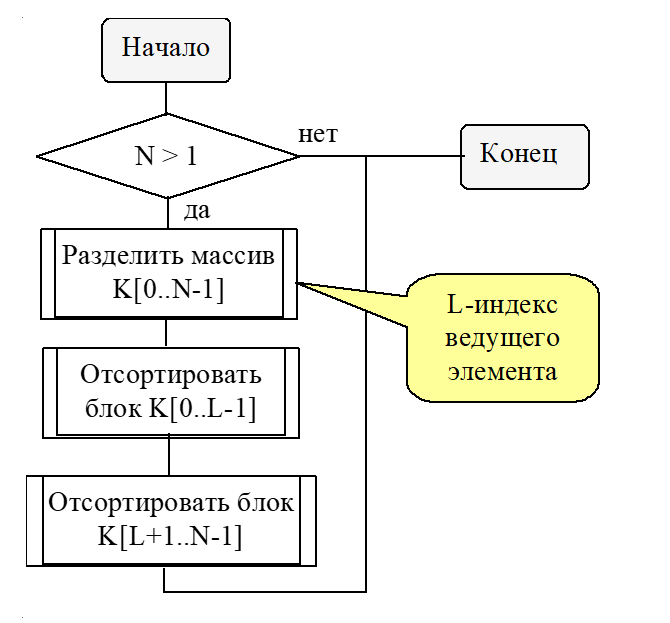 Начало
нет
N > 1
Конец
да
Разделить массив
K[0..N-1]
L-индекс
ведущего
элемента
Отсортировать
блок K[0..L-1]
Отсортировать блок
K[L+1..N-1]